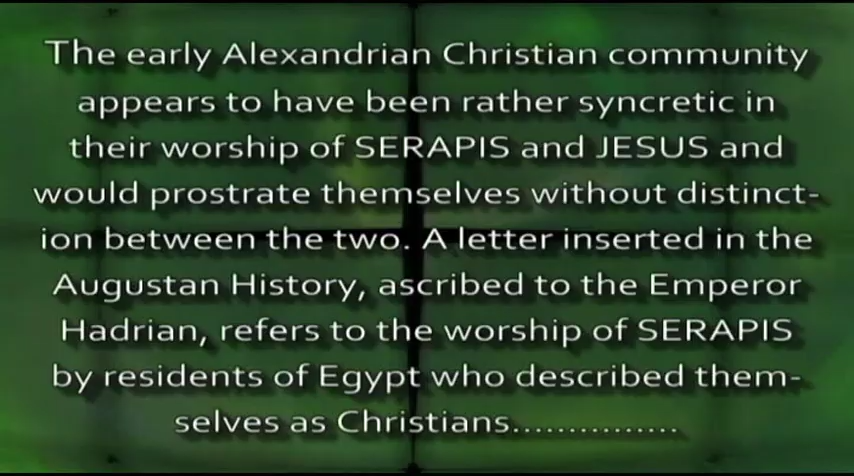 The early Alexandrian Christian community
appears to have been rather syncretic in
their worship of SERAPIS and JESUS and
would prostrate themselves without distinct-
ion between the two. A letter inserted in the
Augustan History, ascribed to the Emperor
Hadrian, refers to the worship of SERAPIS
by residents of Egypt who described them-
selves as Christians...............